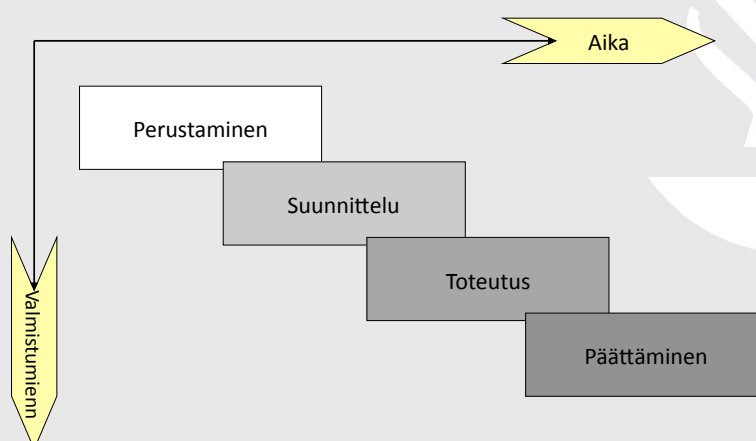 Aika
Perustaminen
Suunnittelu
Toteutus
Päättäminen
Valmistumienn